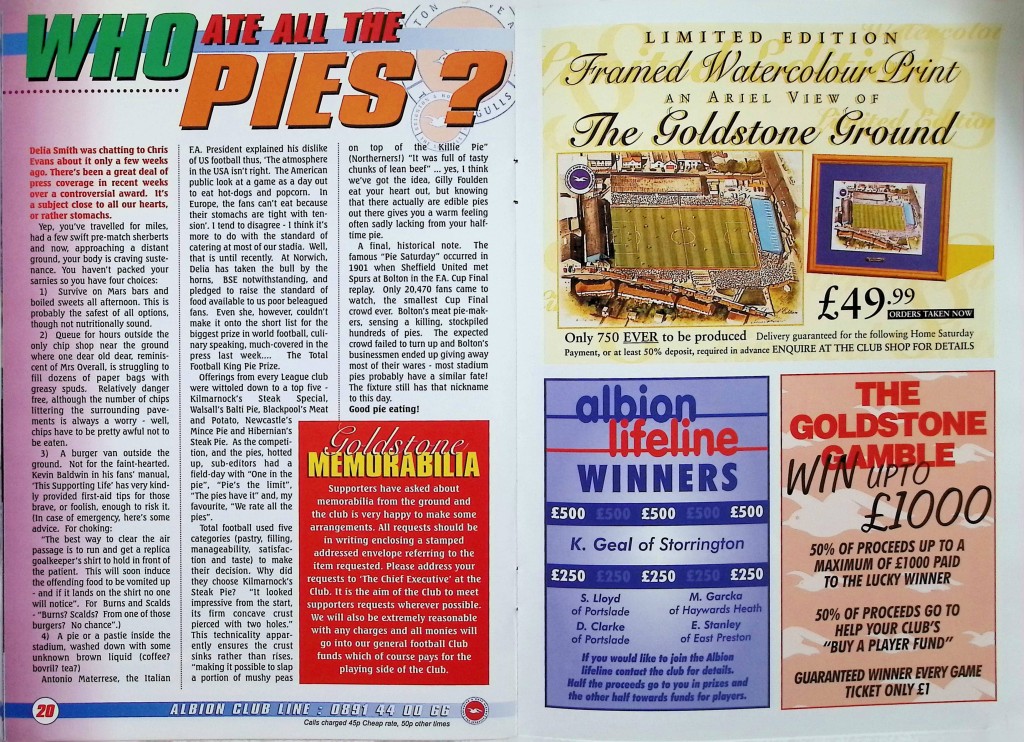 WHO ATE ALL THE
PIES?
Delia Smith was chatting to Chris
Evans about it only a few weeks
ago. There's been a great deal of
press coverage in recent weeks
over a controversial award. It's
a subject close to all our hearts,
or rather stomachs.
Yep, you've travelled for miles,
had a few swift pre-match sherberts
and now, approaching a distant
ground, your body is craving suste-
nance. You haven't packed your
sarnies so you have four choices:
1) Survive on Mars bars and
boiled sweets all afternoon. This is
probably the safest of all options,
though not nutritionally sound.
2) Queue for hours outside the
only chip shop near the ground
where one dear old dear, reminis-
cent of Mrs Overall, is struggling to
fill dozens of paper bags with
greasy spuds. Relatively danger
free, although the number of chips
littering the surrounding pave-
ments is always a worry - well,
chips have to be pretty awful not to
be eaten.
3) A burger van outside the
ground. Not for the faint-hearted.
Kevin Baldwin in his fans' manual,
'This Supporting Life' has very kind-
ly provided first-aid tips for those
brave, or foolish, enough to risk it.
(In case of emergency, here's some
advice. For choking:
"The best way to clear the air
passage is to run and get a replica
goalkeeper's shirt to hold in front of
the patient. This will soon induce
the offending food to be vomited up
- and if it lands on the shirt no one
will notice". For Burns and Scalds
- "Burns? Scalds? From one of those
burgers? No chance".)
4) A pie or a pastie inside the
stadium, washed down with some
unknown brown liquid (coffee?
bovril? tea?)
Antonio Materrese, the Italian
F.A. President explained his dislike
of US football thus, 'The atmosphere
in the USA isn't right. The American
public look at a game as a day out
to eat hot-dogs and popcorn. In
Europe, the fans can't eat because
their stomachs are tight with ten-
sion'. I tend to disagree - I think it's
more to do with the standard of
catering at most of our stadia. Well,
that is until recently. At Norwich,
Delia has taken the bull by the
horns, BSE notwithstanding, and
pledged to raise the standard of
food available to us poor beleagued
fans. Even she, however, couldn't
make it onto the short list for the
biggest prize in world football, culi-
nary speaking, much-covered in the
press last week.... The Total
Football King Pie Prize.
Offerings from every League club
were wittoled down to a top five -
Kilmarnock's Steak Special,
Walsall's Balti Pie, Blackpool's Meat
and Potato, Newcastle's
Mince Pie and Hibernian's
Steak Pie. As the competi-
tion, and the pies, hotted
up, sub-editors had a
field-day with "One in the
pie", "Pie's the limit",
"The pies have it" and, my
favourite, "We rate all the
pies".
Total football used five
categories (pastry, filling,
manageability, satisfac-
tion and taste) to make
their decision. Why did
they choose Kilmarnock's
Steak Pie? "It looked
impressive from the start,
its firm concave crust
pierced with two holes."
This technicality appar-
ently ensures the crust
sinks rather than rises.
"making it possible to slap
a portion of mushy peas
on top of the Killie Pie"
(Northerners!) "It was full of tasty
chunks of lean beef" ... yes, I think
we've got the idea. Gilly Foulden
eat your heart out, but knowing
that there actually are edible pies
out there gives you a warm feeling
often sadly lacking from your half-
time pie.
A final, historical note. The
famous "Pie Saturday" occurred in
1901 when Sheffield United met
Spurs at Bolton in the F.A. Cup Final
replay. Only 20,470 fans came to
watch, the smallest Cup Final
crowd ever. Bolton's meat pie-mak-
ers, sensing a killing, stockpiled
hundreds of pies. The expected
crowd failed to turn up and Bolton's
businessmen ended up giving away
most of their wares - most stadium
pies probably have a similar fate!
The fixture still has that nickname
to this day.
Good pie eating!
Goldstone
MEMORABILIA
Supporters have asked about
memorabilia from the ground and
the club is very happy to make some
arrangements. All requests should be
in writing enclosing a stamped
addressed envelope referring to the
item requested. Please address your
requests to 'The Chief Executive' at the
Club. It is the aim of the Club to meet
supporters requests wherever possible.
We will also be extremely reasonable
with any charges and all monies will
go into our general football Club
funds which of course pays for the
playing side of the Club.
20
ALBION CLUB LINE : 0891 44 00 66
Calls charged 45p Cheap rate, 50p other times
LIMITED EDITION
Framed Watercolour Print
AN ARIEL VIEW OF
The Goldstone Ground
£49.99
ORDERS TAKEN NOW
Only 750 EVER to be produced Delivery guaranteed for the following Home Saturday
Payment, or at least 50% deposit, required in advance ENQUIRE AT THE CLUB SHOP FOR DETAILS
albion
lifeline
WINNERS
£500 £500 £500 £500 £500
K. Geal of Storrington
£250 £250 £250 £250 £250
S. Lloyd
of Portslade
D. Clarke
of Portslade
M. Garcka
of Haywards Heath
E. Stanley
of East Preston
If you would like to join the Albion
lifeline contact the club for details.
Half the proceeds go to you in prizes and
the other half towards funds for players.
THE
GOLDSTONE
GAMBLE
WIN UPTO
£1000
50% OF PROCEEDS UP TO A
MAXIMUM OF £1000 PAID
TO THE LUCKY WINNER
50% OF PROCEEDS GO TO
HELP YOUR CLUB'S
"BUY A PLAYER FUND"
GUARANTEED WINNER EVERY GAME
TICKET ONLY £1